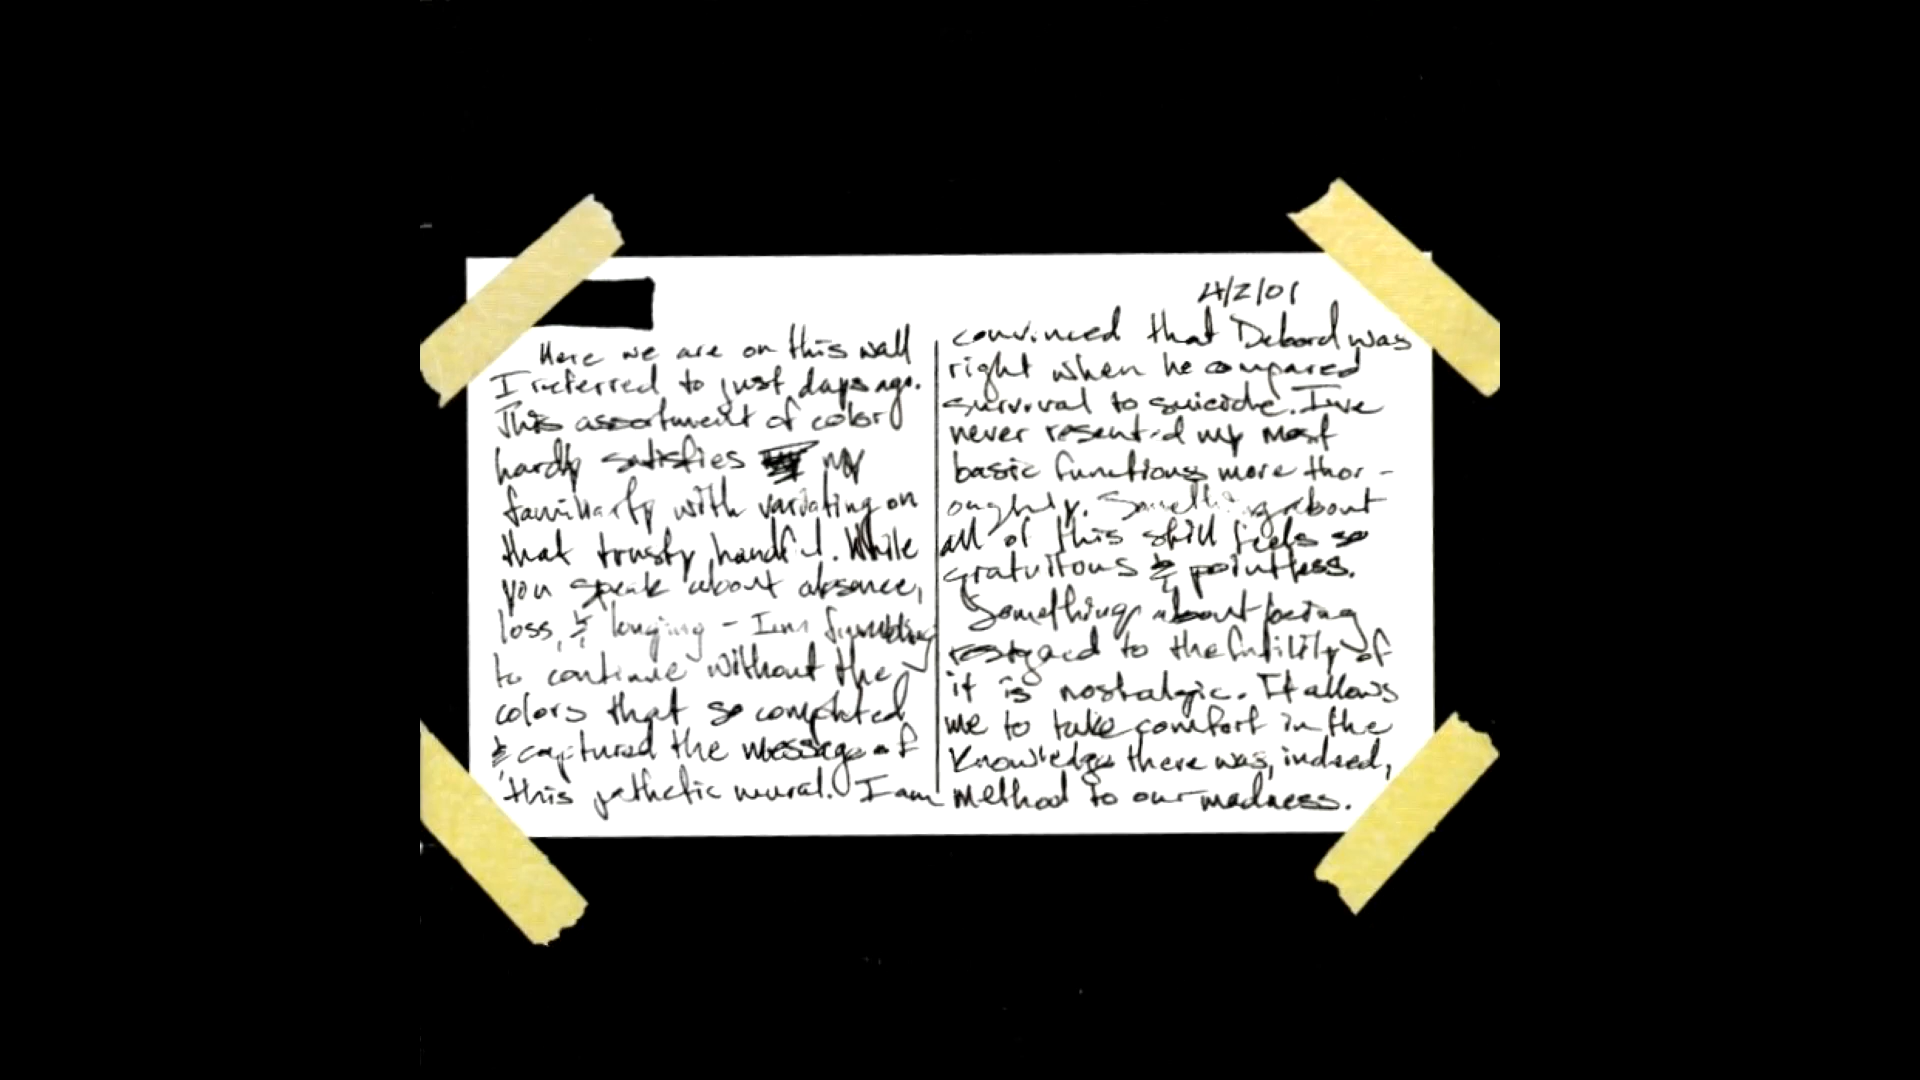 Here we are on this wall
I referred to just days ago.
This assortment of color
hardly satisfies my
familiarity with variating on
that trusty handful. While
you speak about absence,
loss, & longing - I'm fumbling
to continue without the
colors that so completed
& captured the message of
this pathetic mural. I am
4/2/01
convinced that Debord was
right when he compared
survival to suicide. I've
never resented my most
basic functions more thor-
oughly. Something about
all of this still feels so
gratuitous & pointless.
Something about being
resigned to the futility of
it is nostalgic. It allows
me to take comfort in the
knowledge there was, indeed,
method to our madness.